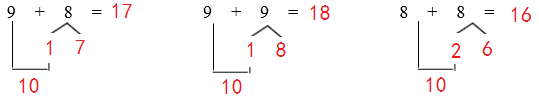 9 + 8 = 17 9 + 9 = 18 8 + 8 = 16
1 7 1 8 2 6
10 10 10